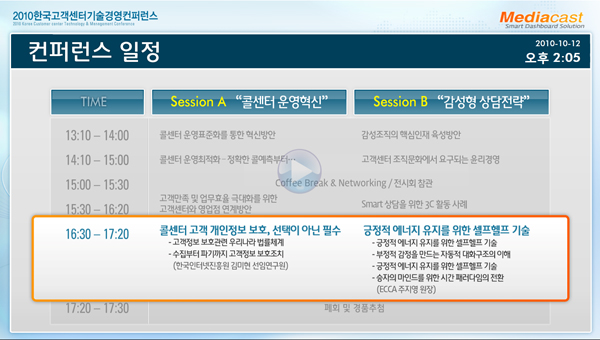 2010한국고객센터기술경영컨퍼런스
2010 Korea Customer center Technology & Management Conference
Mediacast
Smart Dashboard Solution
컨퍼런스 일정
2010-10-12
오후 2:05
TIME Session A “콜센터 운영혁신” Session B “감성형 상담전략”
13:10 – 14:00 콜센터 운영표준화를 통한 혁신방안 감성조직의 핵심인재 육성방안
14:10 – 15:00 콜센터 운영최적화 – 정확한 콜예측부터… 고객센터 조직문화에서 요구되는 윤리경영
15:00 – 15:30 Coffee Break & Networking / 전시회 참관
15:30 – 16:20 고객만족 및 업무효율 극대화를 위한
고객센터와 영업점 연계방안 Smart 상담을 위한 3C 활동 사례
16:30 – 17:20 콜센터 고객 개인정보 보호, 선택이 아닌 필수 긍정적 에너지 유지를 위한 셀프헬프 기술
- 고객정보 보호관련 우리나라 법률체계 - 긍정적 에너지 유지를 위한 셀프헬프 기술
- 수집부터 파기까지 고객정보 보호조치 - 부정적 감정을 만드는 자동적 대화구조의 이해
(한국인터넷진흥원 김미현 선임연구원) - 긍정적 에너지 유지를 위한 셀프헬프 기술
- 승자의 마인드를 위한 시간 패러다임의 전환
(ECCA 주지영 원장)
17:20 – 17:30 폐회 및 경품추첨